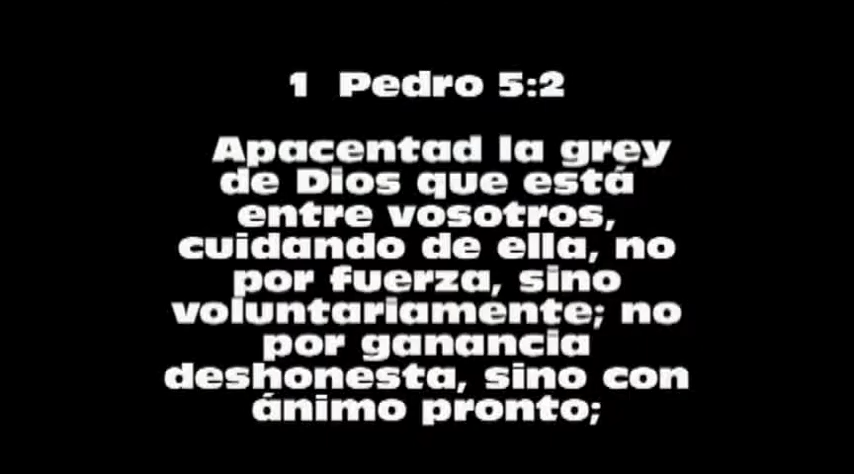 1 Pedro 5:2
Apacentad la grey
de Dios que está
entre vosotros,
cuidando de ella, no
por fuerza, sino
voluntariamente; no
por ganancia
deshonesta, sino con
ánimo pronto;